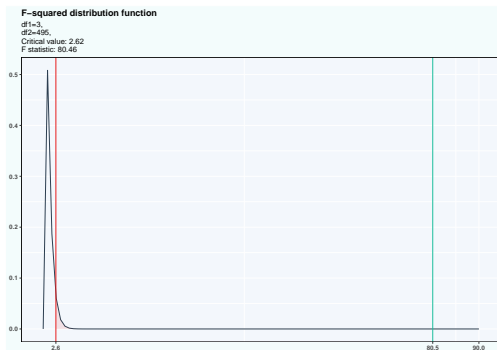 F−squared distribution function
df1=3,
df2=495,
Critical value: 2.62
F statistic: 80.46
0.5
0.4
0.3
0.2
0.1
0.0
2.6
80.5
90.0